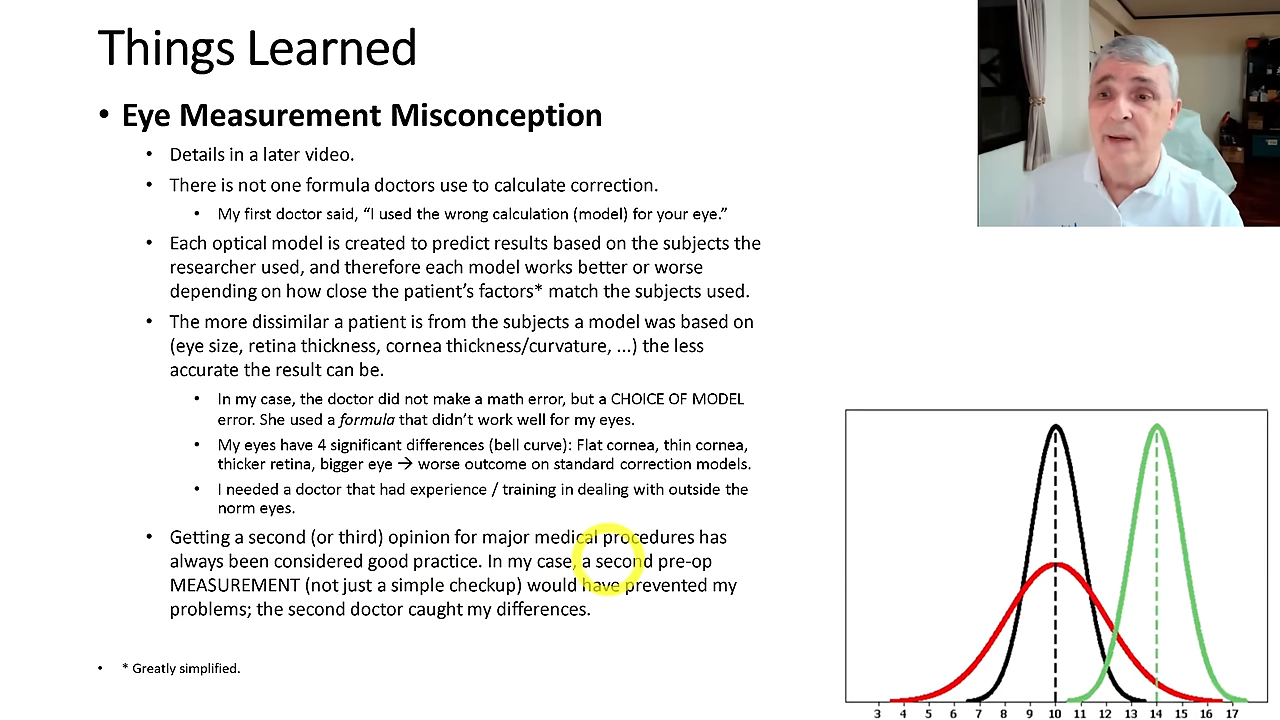 Things Learned
• Eye Measurement Misconception
• Details in a later video.
• There is not one formula doctors use to calculate correction.
• My first doctor said, “I used the wrong calculation (model) for your eye.”
• Each optical model is created to predict results based on the subjects the
researcher used, and therefore each model works better or worse
depending on how close the patient’s factors* match the subjects used.
• The more dissimilar a patient is from the subjects a model was based on
(eye size, retina thickness, cornea thickness/curvature, ...) the less
accurate the result can be.
• In my case, the doctor did not make a math error, but a CHOICE OF MODEL
error. She used a formula that didn’t work well for my eyes.
• My eyes have 4 significant differences (bell curve): Flat cornea, thin cornea,
thicker retina, bigger eye → worse outcome on standard correction models.
• I needed a doctor that had experience / training in dealing with outside the
norm eyes.
• Getting a second (or third) opinion for major medical procedures has
always been considered good practice. In my case, a second pre-op
MEASUREMENT (not just a simple checkup) would have prevented my
problems; the second doctor caught my differences.
• * Greatly simplified.
3 4 5 6 7 8 9 10 11 12 13 14 15 16 17